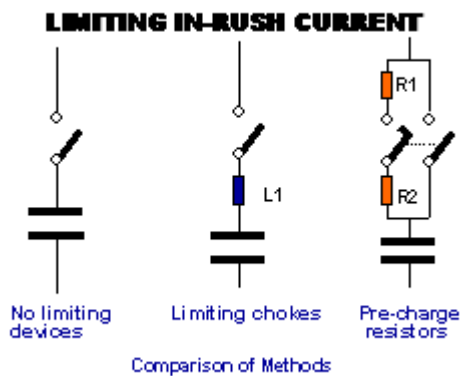 LIMITING IN-RUSH CURRENT
R1
R2
L1
No limiting
devices
Limiting chokes
Pre-charge
resistors
Comparison of Methods